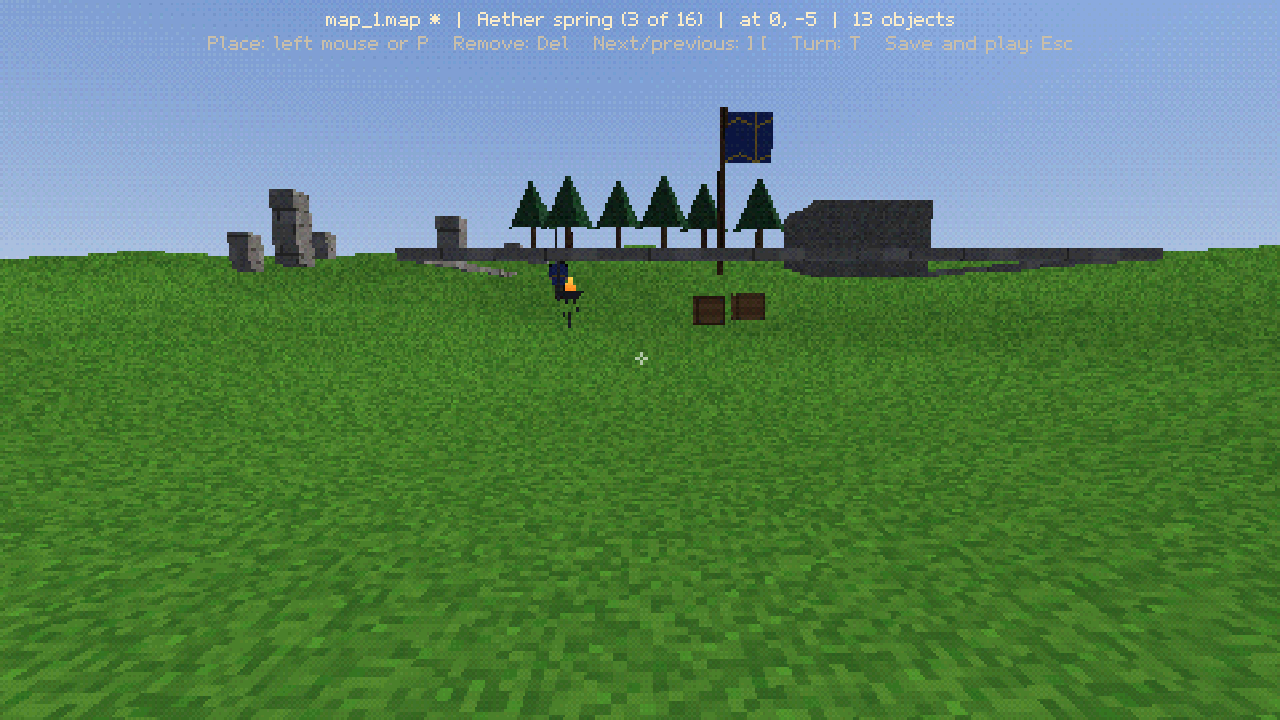 map_1.map * | Aether spring (3 of 16) | at 0, -5 | 13 objects
Place: left mouse or P  Remove: Del  Next/previous: ] [  Turn: T  Save and play: Esc